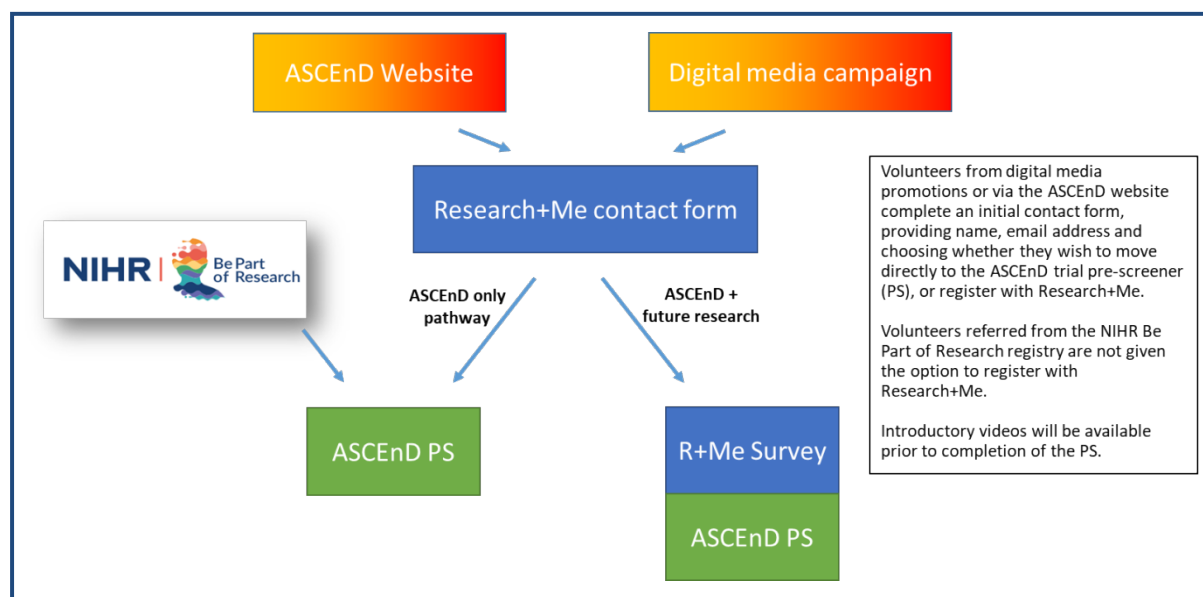 ASCEnD Website
Digital media campaign
Research+Me contact form
NIHR
Be Part
of Research
ASCEnD only
pathway
ASCEnD +
future research
ASCEnD PS
R+Me Survey
ASCEnD PS
Volunteers from digital media
promotions or via the ASCEnD website
complete an initial contact form,
providing name, email address and
choosing whether they wish to move
directly to the ASCEnD trial pre-screener
(PS), or register with Research+Me.
Volunteers referred from the NIHR Be
Part of Research registry are not given
the option to register with
Research+Me.
Introductory videos will be available
prior to completion of the PS.